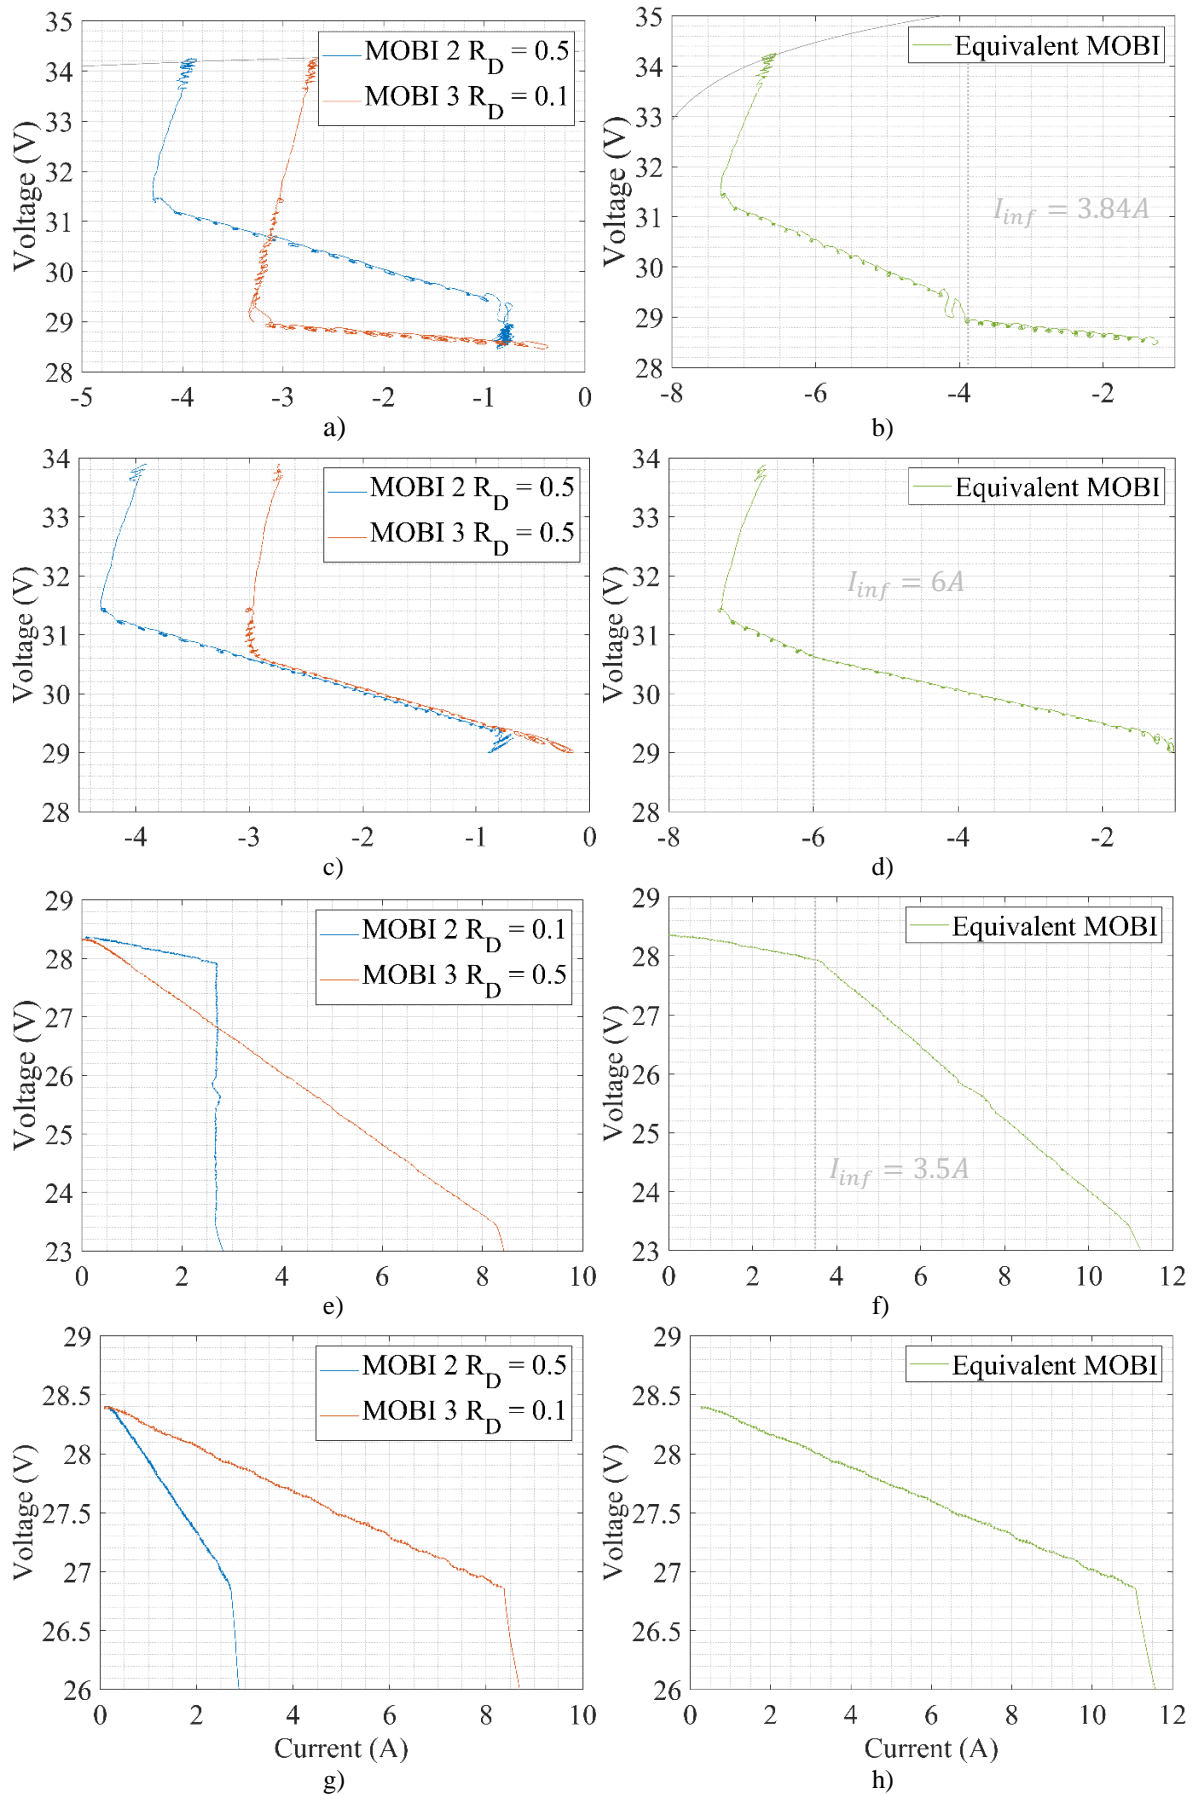 35
34
33
32
31
30
29
28
Voltage (V)
MOBI 2 R_D = 0.5
MOBI 3 R_D = 0.1
-5 -4 -3 -2 -1 0
a)
35
34
33
32
31
30
29
28
Voltage (V)
Equivalent MOBI
I_inf = 3.84A
-8 -6 -4 -2
b)
34
33
32
31
30
29
28
Voltage (V)
MOBI 2 R_D = 0.5
MOBI 3 R_D = 0.5
-4 -3 -2 -1 0
c)
34
33
32
31
30
29
28
Voltage (V)
Equivalent MOBI
I_inf = 6A
-8 -6 -4 -2
d)
29
28
27
26
25
24
23
Voltage (V)
MOBI 2 R_D = 0.1
MOBI 3 R_D = 0.5
0 2 4 6 8 10
e)
29
28
27
26
25
24
23
Voltage (V)
Equivalent MOBI
I_inf = 3.5A
0 2 4 6 8 10 12
f)
29
28.5
28
27.5
27
26.5
26
Voltage (V)
MOBI 2 R_D = 0.5
MOBI 3 R_D = 0.1
0 2 4 6 8 10
Current (A)
g)
29
28.5
28
27.5
27
26.5
26
Voltage (V)
Equivalent MOBI
0 2 4 6 8 10 12
Current (A)
h)